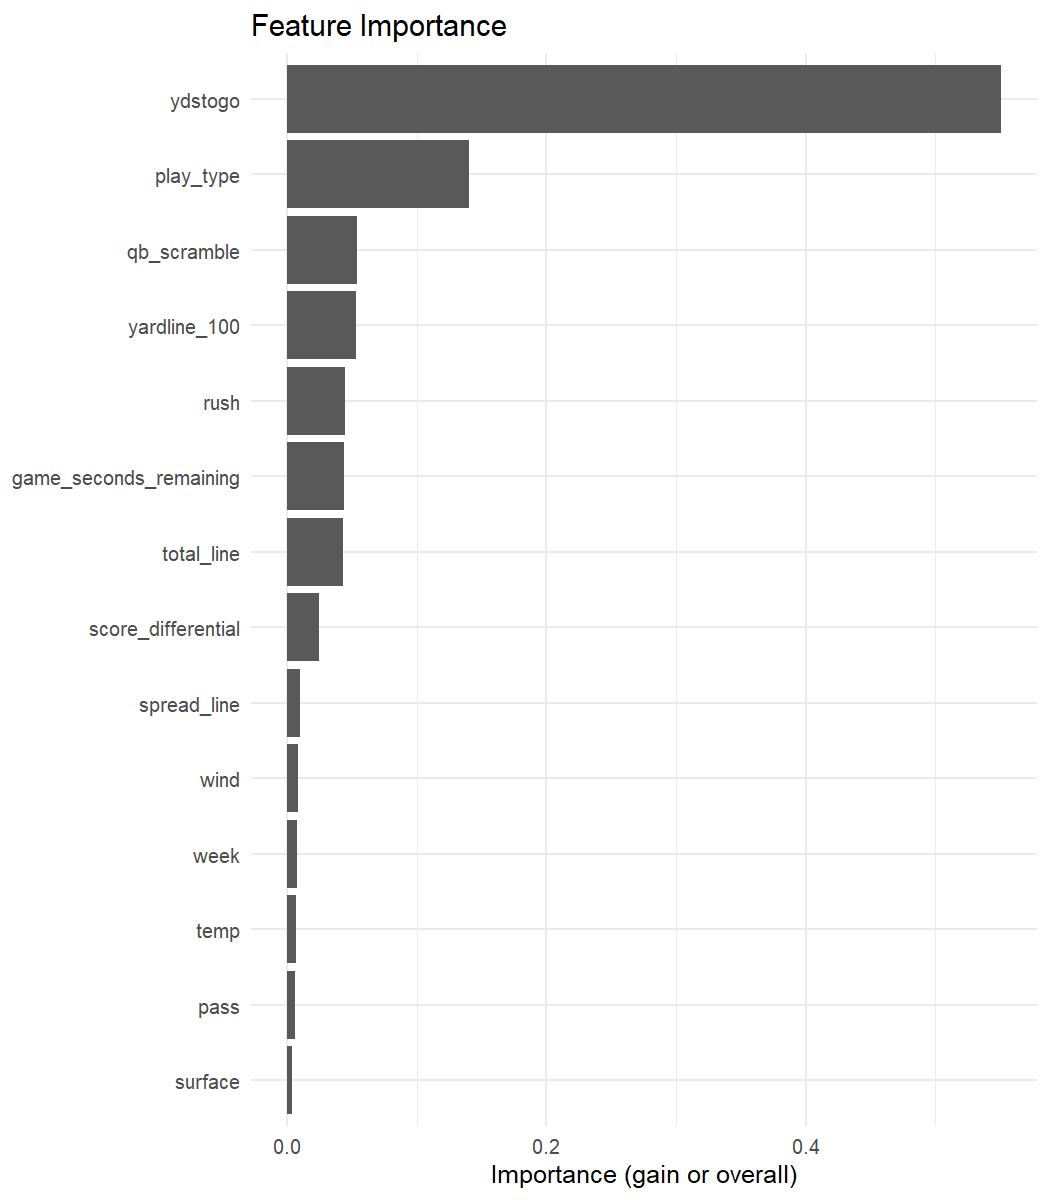 Feature Importance
ydstogo
play_type
qb_scramble
yardline_100
rush
game_seconds_remaining
total_line
score_differential
spread_line
wind
week
temp
pass
surface
0.0 0.2 0.4
Importance (gain or overall)